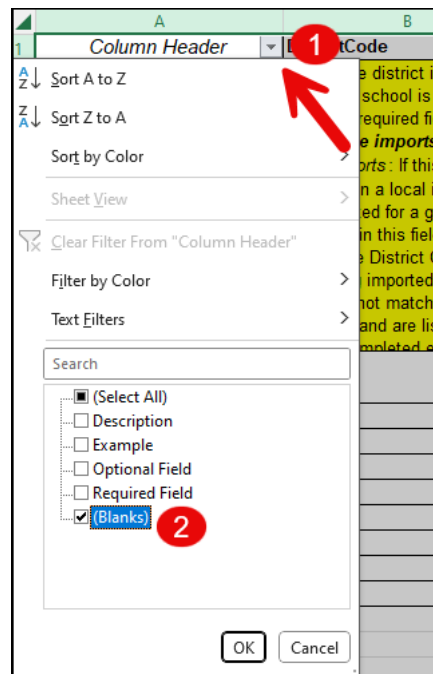 A B
1 Column Header 1 Code
Sort A to Z
Sort Z to A
Sort by Color
Sheet View
Clear Filter From "Column Header"
Filter by Color
Text Filters
Search
(Select All)
Description
Example
Optional Field
Required Field
(Blanks) 2
OK Cancel
e district i
school is
required fi
e imports
orts: If this
n a local i
ed for a g
in this fiel
District
imported
not match
and are lis
mpleted e